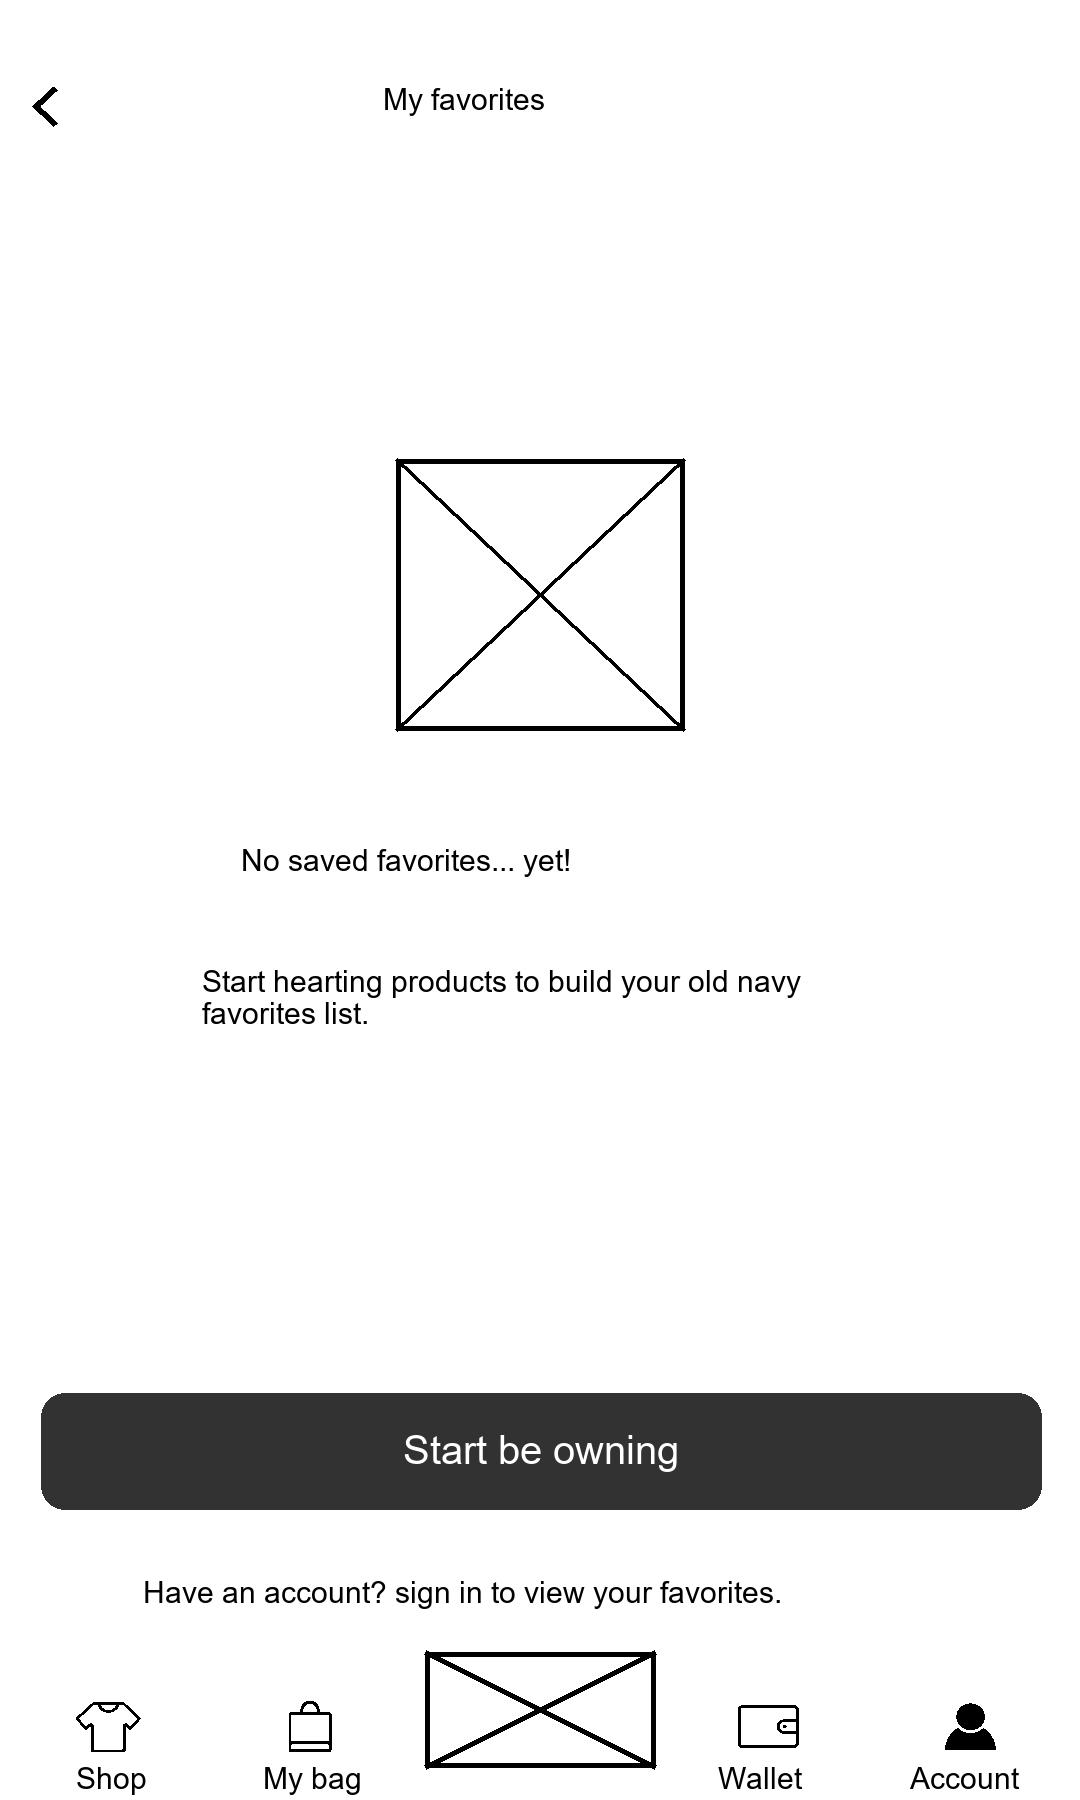 My favorites
No saved favorites... yet!
Start hearting products to build your old navy
favorites list.
Start be owning
Have an account? sign in to view your favorites.
Shop
My bag
Wallet
Account